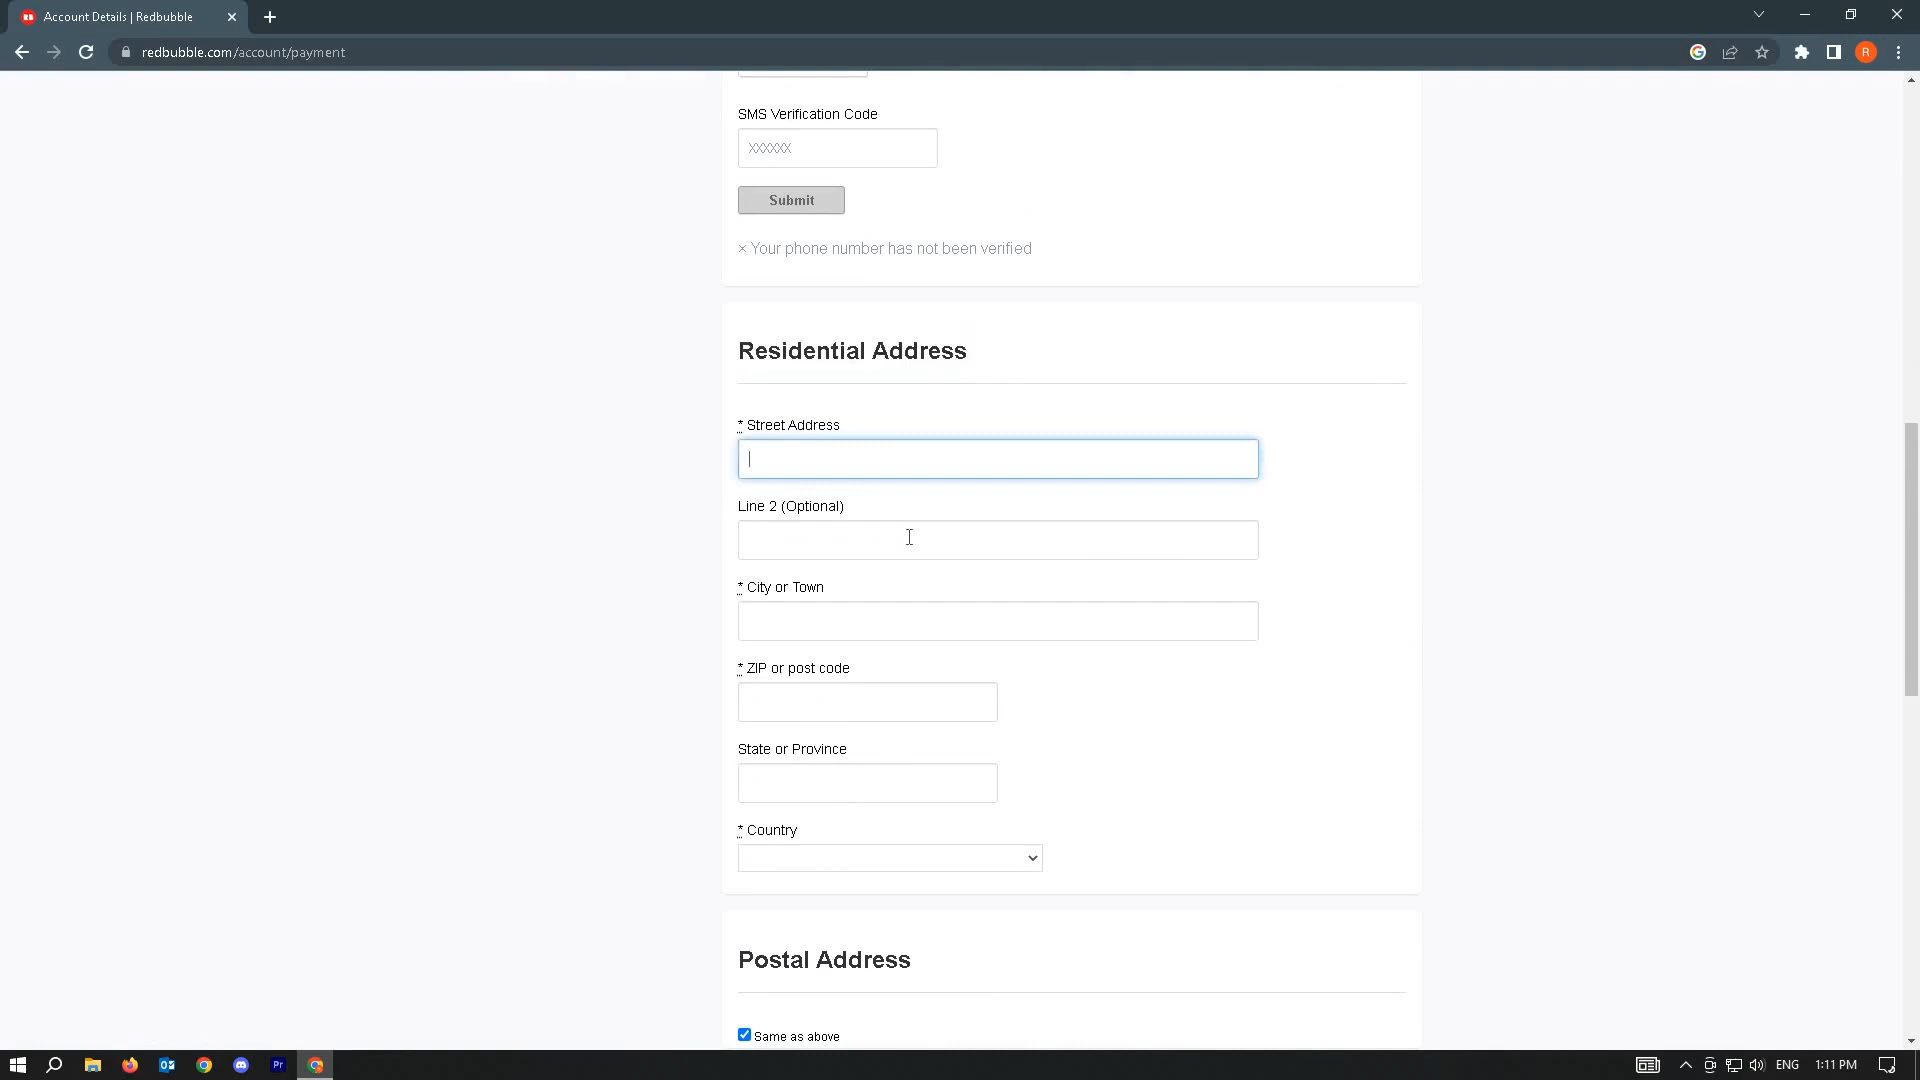 Account Details | Redbubble
redbubble.com/account/payment
R
SMS Verification Code
XXXXXX
Submit
× Your phone number has not been verified
Residential Address
* Street Address
Line 2 (Optional)
* City or Town
* ZIP or post code
State or Province
* Country
Postal Address
Same as above
Pr
ENG
1:11 PM